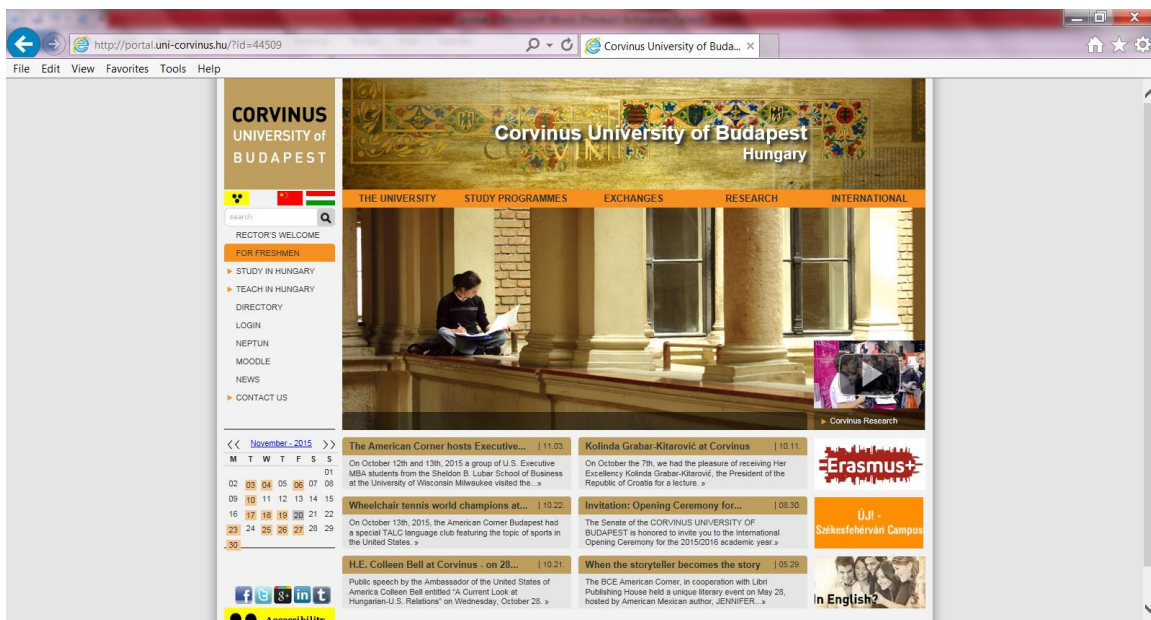 http://portal.uni-corvinus.hu/?id=44509
Corvinus University of Buda... ×
File Edit View Favorites Tools Help
CORVINUS
UNIVERSITY of
BUDAPEST
Corvinus University of Budapest
Hungary
THE UNIVERSITY STUDY PROGRAMMES EXCHANGES RESEARCH INTERNATIONAL
search
RECTOR'S WELCOME
FOR FRESHMEN
STUDY IN HUNGARY
TEACH IN HUNGARY
DIRECTORY
LOGIN
NEPTUN
MOODLE
NEWS
CONTACT US
Corvinus Research
<< November - 2015 >>
M T W T F S S
01
02 03 04 05 06 07 08
09 10 11 12 13 14 15
16 17 18 19 20 21 22
23 24 25 26 27 28 29
30
The American Corner hosts Executive... | 11.03.
On October 12th and 13th, 2015 a group of U.S. Executive
MBA students from the Sheldon B. Lubar School of Business
at the University of Wisconsin Milwaukee visited the...»
Kolinda Grabar-Kitarović at Corvinus | 10.11.
On October the 7th, we had the pleasure of receiving Her
Excellency Kolinda Grabar-Kitarović, the President of the
Republic of Croatia for a lecture. »
Wheelchair tennis world champions at... | 10.22.
On October 13th, 2015, the American Corner Budapest had
a special TALC language club featuring the topic of sports in
the United States. »
Invitation: Opening Ceremony for... | 08.30.
The Senate of the CORVINUS UNIVERSITY OF
BUDAPEST is honored to invite you to the International
Opening Ceremony for the 2015/2016 academic year.»
H.E. Colleen Bell at Corvinus - on 28... | 10.21.
Public speech by the Ambassador of the United States of
America Colleen Bell entitled "A Current Look at
Hungarian-U.S. Relations" on Wednesday, October 28. »
When the storyteller becomes the story | 05.29.
The BCE American Corner, in cooperation with Libri
Publishing House held a unique literary event on May 28,
hosted by American Mexican author, JENNIFER...»
Erasmus+
ÚJ! -
Székesfehérvári Campus
In English?
Accessibility